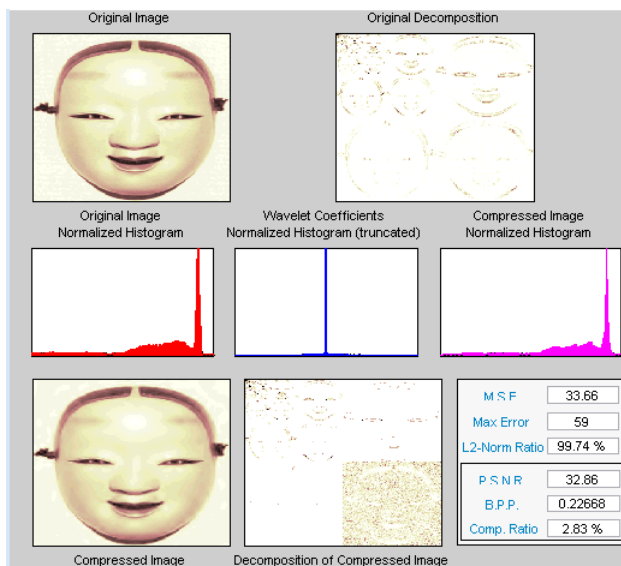 Original Image
Original Decomposition
Original Image
Normalized Histogram
Wavelet Coefficients
Normalized Histogram (truncated)
Compressed Image
Normalized Histogram
M.S.E.
33.66
Max Error
59
L2-Norm Ratio
99.74 %
P.S.N.R.
32.86
B.P.P.
0.22668
Comp. Ratio
2.83 %
Compressed Image
Decomposition of Compressed Image